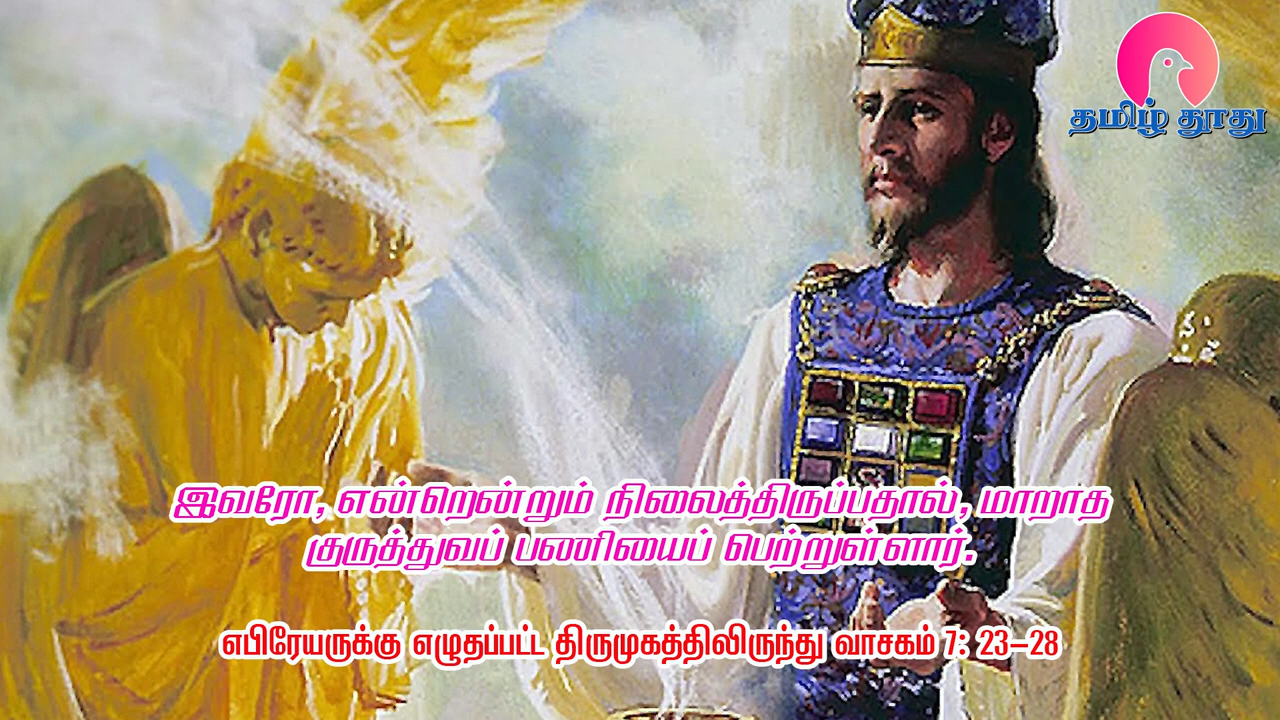 தமிழ் தூது
இவரோ, என்றென்றும் நிலைத்திருப்பதால், மாறாத
குருத்துவப் பணியைப் பெற்றுள்ளார்.
எபிரேயருக்கு எழுதப்பட்ட திருமுகத்திலிருந்து வாசகம் 7: 23-28